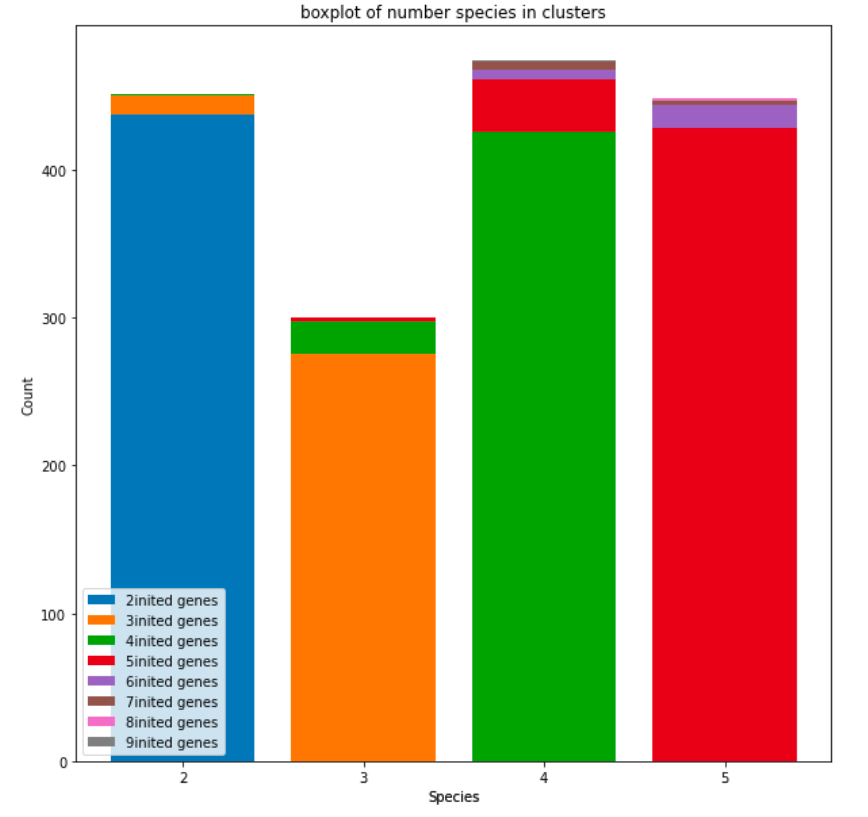 boxplot of number species in clusters
400
300
200
100
0
Count
2inited genes
3inited genes
4inited genes
5inited genes
6inited genes
7inited genes
8inited genes
9inited genes
2 3 4 5
Species